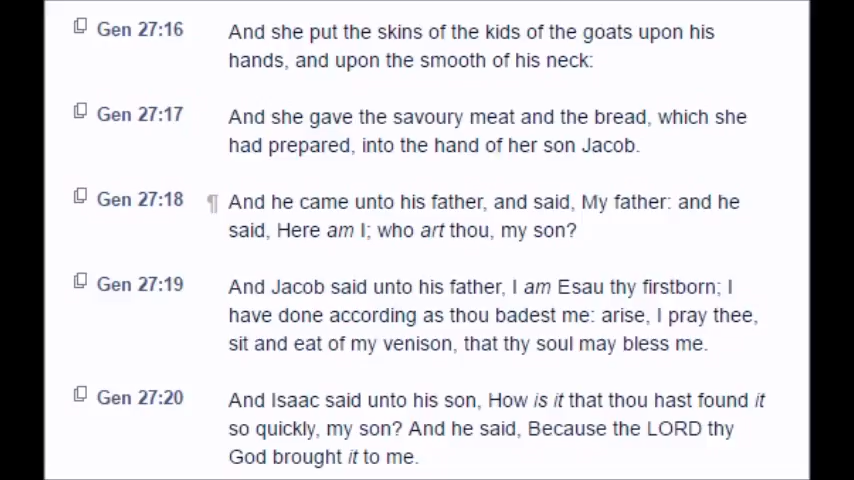 Gen 27:16 And she put the skins of the kids of the goats upon his
hands, and upon the smooth of his neck:
Gen 27:17 And she gave the savoury meat and the bread, which she
had prepared, into the hand of her son Jacob.
Gen 27:18 ¶ And he came unto his father, and said, My father: and he
said, Here am I; who art thou, my son?
Gen 27:19 And Jacob said unto his father, I am Esau thy firstborn; I
have done according as thou badest me: arise, I pray thee,
sit and eat of my venison, that thy soul may bless me.
Gen 27:20 And Isaac said unto his son, How is it that thou hast found it
so quickly, my son? And he said, Because the LORD thy
God brought it to me.